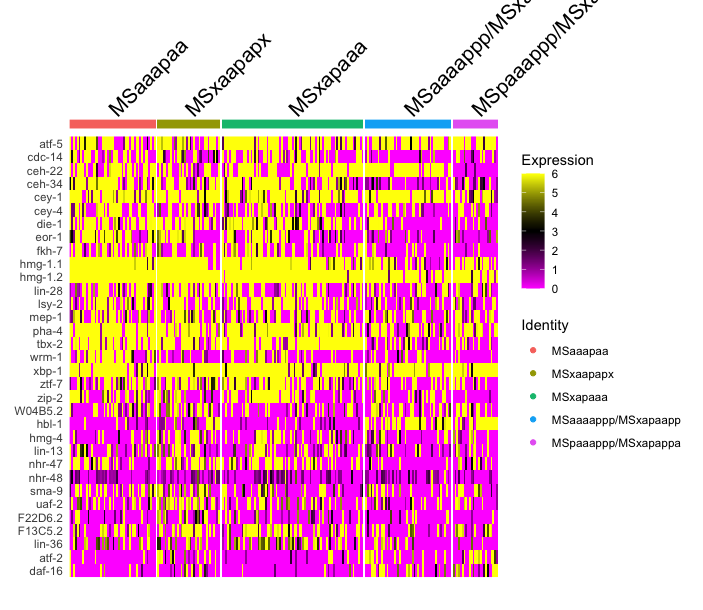 MSaaapaa
MSxaapapx
MSxapaaa
MSaaaappp/MSxa
MSpaaappp/MSxa
atf-5
cdc-14
ceh-22
ceh-34
cey-1
cey-4
die-1
eor-1
fkh-7
hmg-1.1
hmg-1.2
lin-28
lsy-2
mep-1
pha-4
tbx-2
wrm-1
xbp-1
ztf-7
zip-2
W04B5.2
hbl-1
hmg-4
lin-13
nhr-47
nhr-48
sma-9
uaf-2
F22D6.2
F13C5.2
lin-36
atf-2
daf-16
Expression
6
5
4
3
2
1
0
Identity
MSaaapaa
MSxaapapx
MSxapaaa
MSaaaappp/MSxapaapp
MSpaaappp/MSxapappa